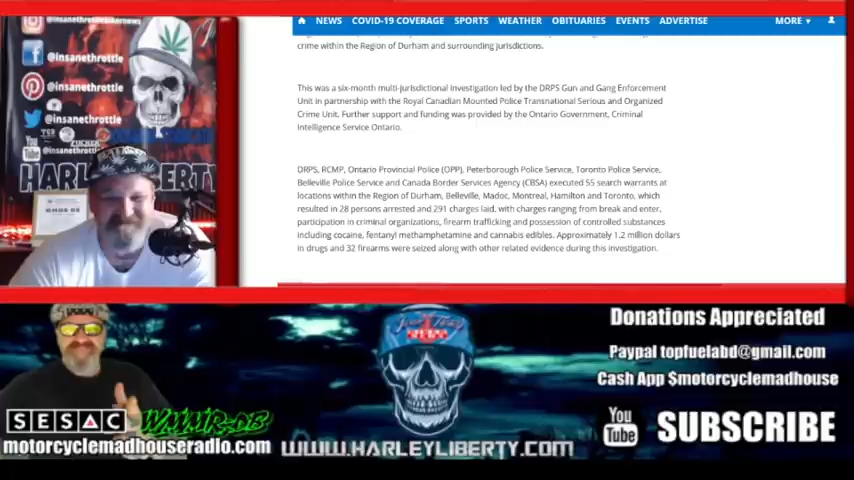 @insanethrottle
@insanethrottle
@insanethrottle
@insanethrottle
You
Tube
@insanethrottle
HARLEY LIBERTY
NEWS COVID-19 COVERAGE SPORTS WEATHER OBITUARIES EVENTS ADVERTISE MORE
crime within the Region of Durham and surrounding jurisdictions.
This was a six-month multi-jurisdictional investigation led by the DRPS Gun and Gang Enforcement
Unit in partnership with the Royal Canadian Mounted Police Transnational Serious and Organized
Crime Unit. Further support and funding was provided by the Ontario Government, Criminal
Intelligence Service Ontario.
DRPS, RCMP, Ontario Provincial Police (OPP), Peterborough Police Service, Toronto Police Service,
Belleville Police Service and Canada Border Services Agency (CBSA) executed 55 search warrants at
locations within the Region of Durham, Belleville, Madoc, Montreal, Hamilton and Toronto, which
resulted in 28 persons arrested and 291 charges laid, with charges ranging from break and enter,
participation in criminal organizations, firearm trafficking and possession of controlled substances
including cocaine, fentanyl methamphetamine and cannabis edibles. Approximately 1.2 million dollars
in drugs and 32 firearms were seized along with other related evidence during this investigation.
Donations Appreciated
Paypal topfuelabd@gmail.com
Cash App $motorcyclemadhouse
You
Tube
SUBSCRIBE
SESAC WMMR-DB
motorcyclemadhouseradio.com
WWW.HARLEYLIBERTY.COM